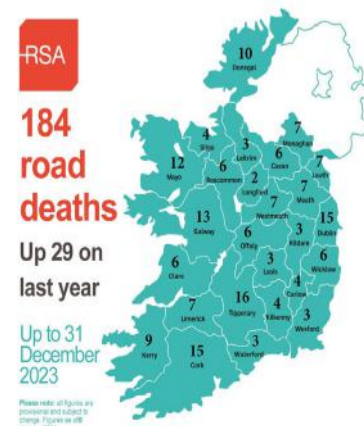 RSA
184
road
deaths
Up 29 on
last year
Up to 31
December
2023
Please note: all figures are
provisional and subject to
change. Figures as of
10
Donegal
4
Sligo
3
Leitrim
7
Monaghan
6
Cavan
7
Louth
12
Mayo
6
Roscommon
2
Longford
7
Meath
7
Westmeath
13
Galway
15
Dublin
6
Offaly
3
Kildare
6
Wicklow
3
Laois
6
Clare
4
Carlow
7
Limerick
16
Tipperary
4
Kilkenny
3
Wexford
9
Kerry
15
Cork
3
Waterford